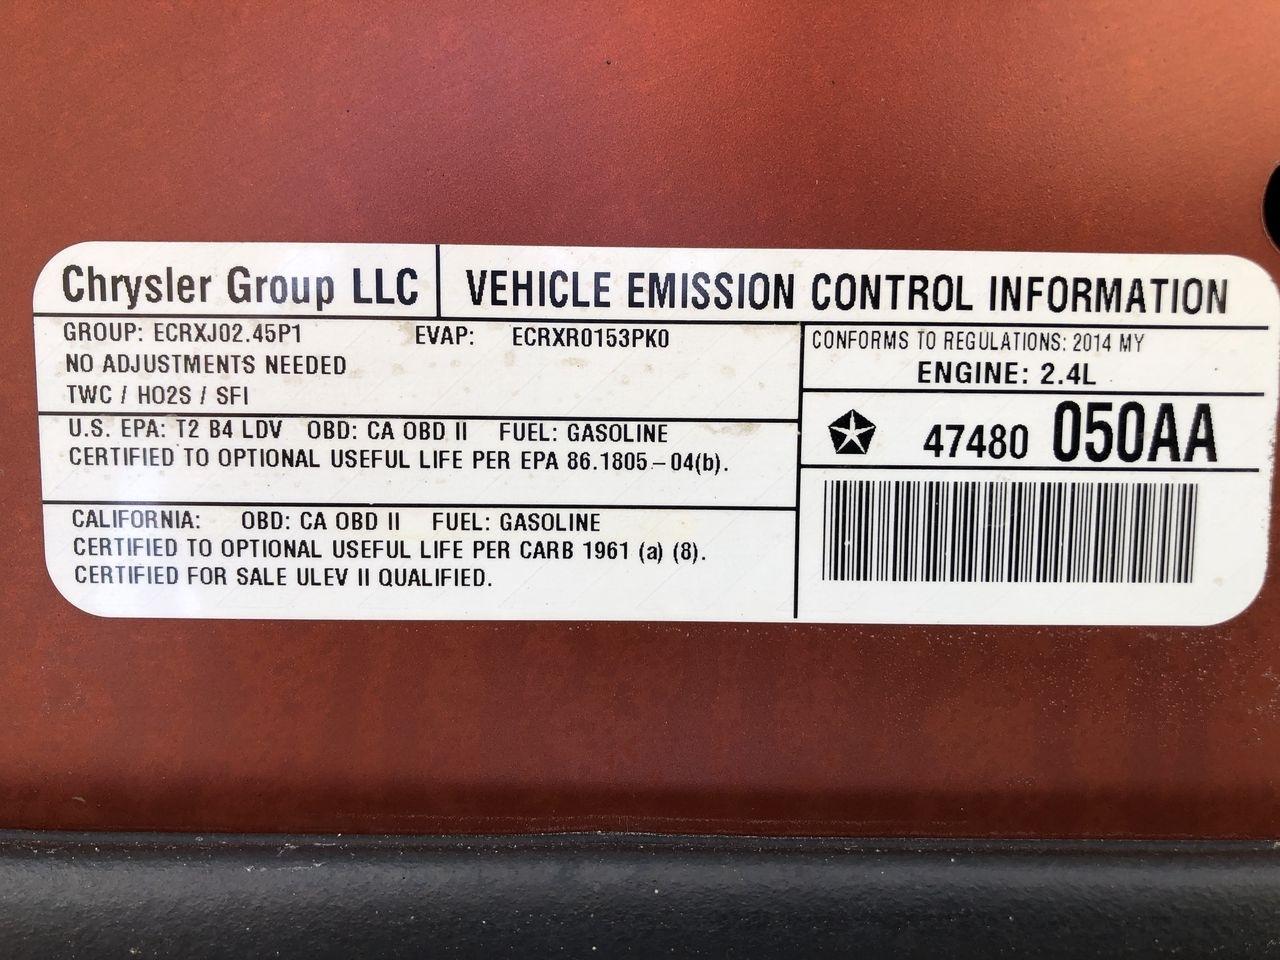 Chrysler Group LLC VEHICLE EMISSION CONTROL INFORMATION
GROUP: ECRXJ02.45P1 EVAP: ECRXR0153PK0
NO ADJUSTMENTS NEEDED
TWC / HO2S / SFI
U.S. EPA: T2 B4 LDV OBD: CA OBD II FUEL: GASOLINE
CERTIFIED TO OPTIONAL USEFUL LIFE PER EPA 86.1805-04(b).
CALIFORNIA: OBD: CA OBD II FUEL: GASOLINE
CERTIFIED TO OPTIONAL USEFUL LIFE PER CARB 1961 (a) (8).
CERTIFIED FOR SALE ULEV II QUALIFIED.
CONFORMS TO REGULATIONS: 2014 MY
ENGINE: 2.4L
47480 050AA